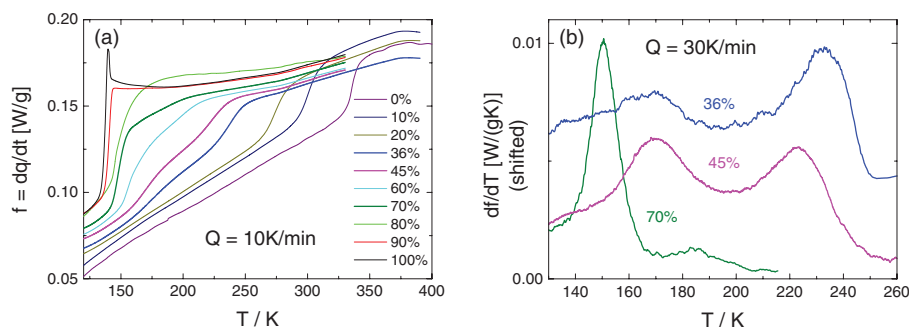 (a)
f = dq/dt [W/g]
0.20
0.15
0.10
0.05
0%
10%
20%
36%
45%
60%
70%
80%
90%
100%
Q = 10K/min
150 200 250 300 350 400
T / K
(b)
Q = 30K/min
df/dT [W/(gK)]
(shifted)
0.01
0.00
36%
45%
70%
140 160 180 200 220 240 260
T / K